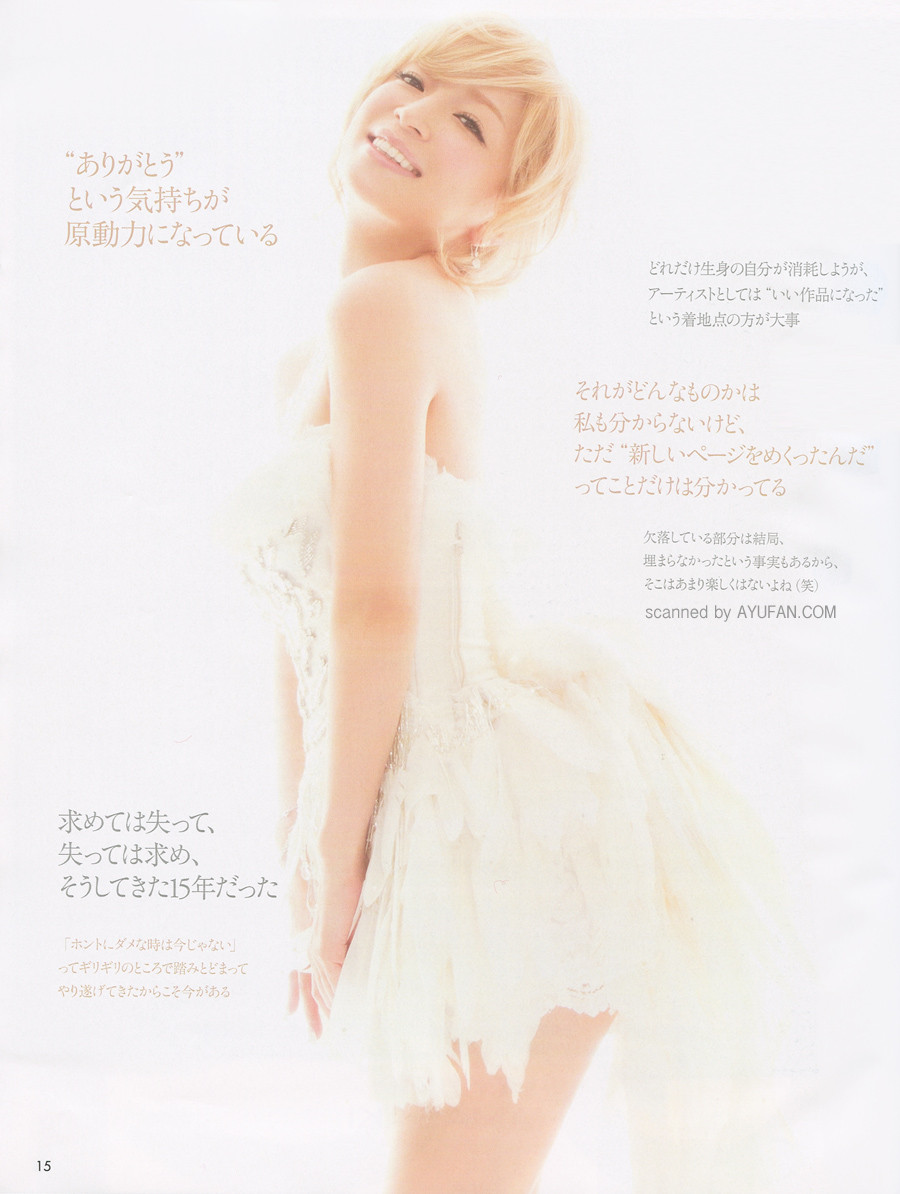 “ありがとう”
という気持ちが
原動力になっている
どれだけ生身の自分が消耗しようが、
アーティストとしては“いい作品になった”
という着地点の方が大事
それがどんなものかは
私も分からないけど、
ただ“新しいページをめくったんだ”
ってことだけは分かってる
欠落している部分は結局、
埋まらなかったという事実もあるから、
そこはあまり楽しくはないよね（笑）
scanned by AYUFAN.COM
求めては失って、
失っては求め、
そうしてきた15年だった
「ホントにダメな時は今じゃない」
ってギリギリのところで踏みとどまって
やり遂げてきたからこそ今がある
15